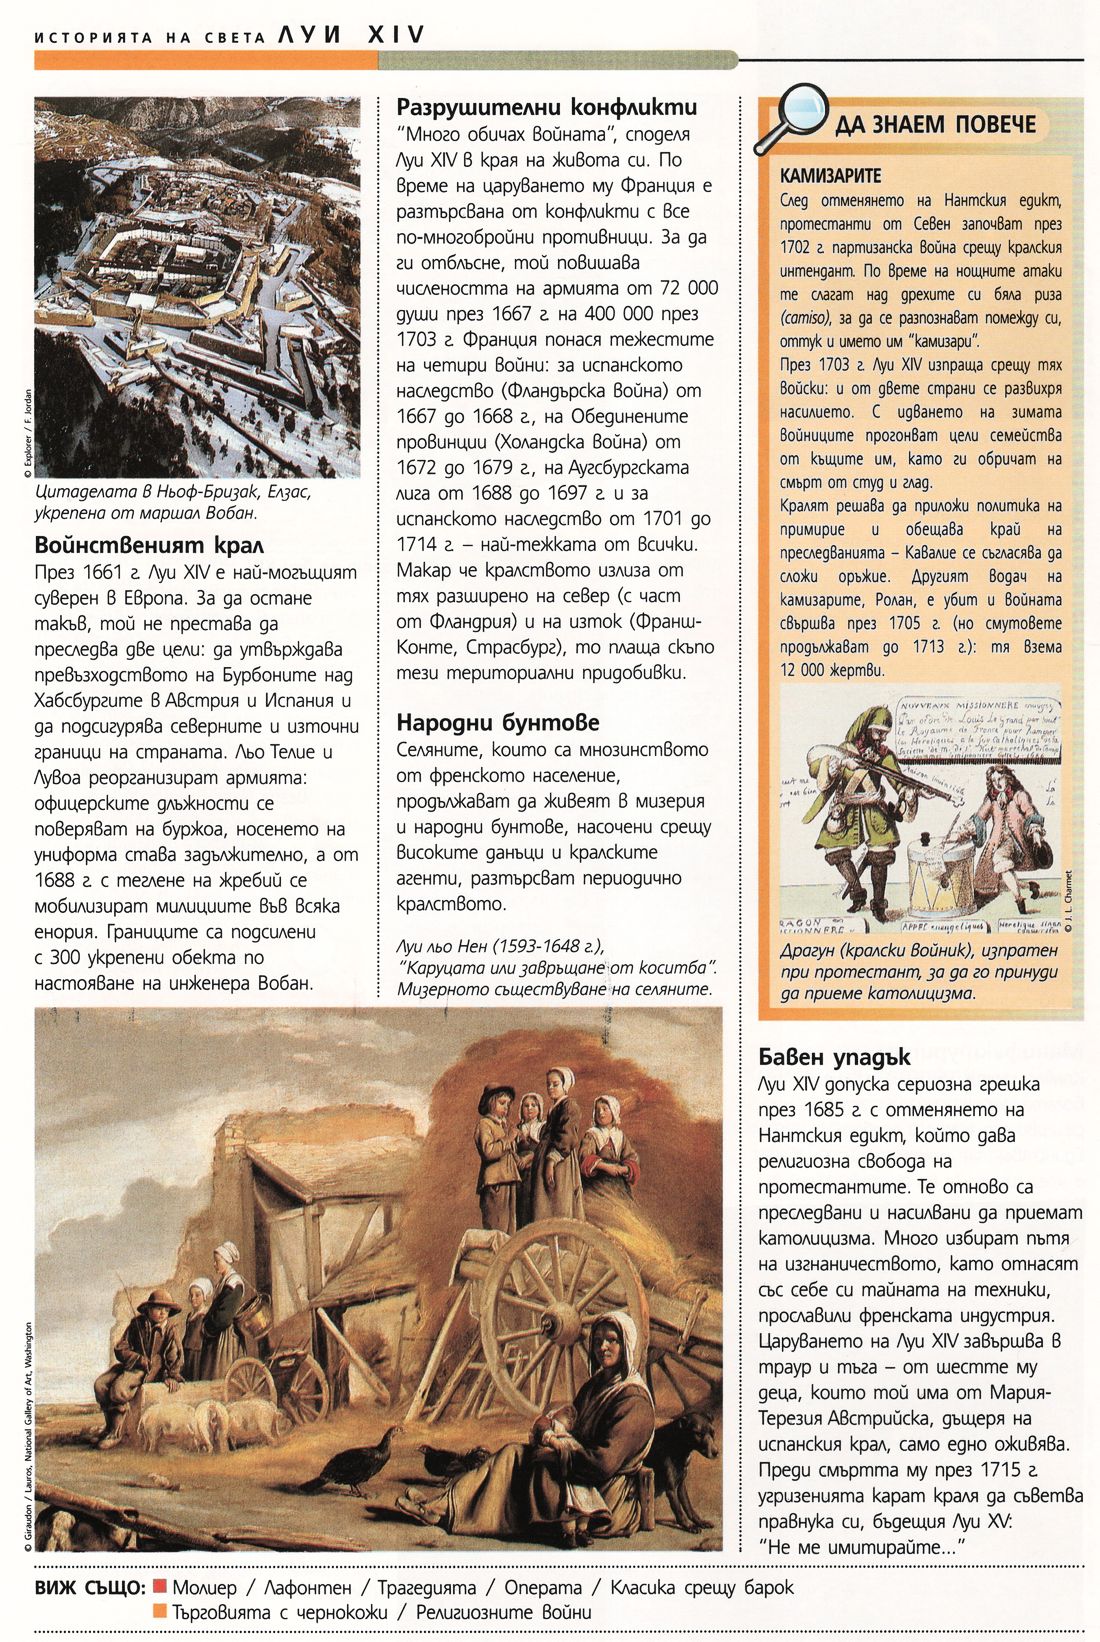 ИСТОРИЯТА НА СВЕТА ЛУИ XIV
© Explorer / F. Jordan
Цитаделата в Ньоф-Бризак, Елзас,
укрепена от маршал Вобан.
Войнственият крал
През 1661 г. Луи XIV е най-могъщият
суверен в Европа. За да остане
такъв, той не престава да
преследва две цели: да утвърждава
превъзходството на Бурбоните над
Хабсбургите в Австрия и Испания и
да подсигурява северните и източни
граници на страната. Льо Телие и
Лувоа реорганизират армията:
офицерските длъжности се
поверяват на буржоа, носенето на
униформа става задължително, а от
1688 г. с теглене на жребий се
мобилизират милициите във всяка
енория. Границите са подсилени
с 300 укрепени обекта по
настояване на инженера Вобан.
Разрушителни конфликти
“Много обичах войната”, споделя
Луи XIV в края на живота си. По
време на царуването му Франция е
разтърсвана от конфликти с все
по-многобройни противници. За да
ги отблъсне, той повишава
числеността на армията от 72 000
души през 1667 г. на 400 000 през
1703 г. Франция понася тежестите
на четири войни: за испанското
наследство (Фландърска война) от
1667 до 1668 г., на Обединените
провинции (Холандска война) от
1672 до 1679 г., на Аугсбургската
лига от 1688 до 1697 г. и за
испанското наследство от 1701 до
1714 г. – най-тежката от всички.
Макар че кралството излиза от
тях разширено на север (с част
от Фландрия) и на изток (Франш-
Конте, Страсбург), то плаща скъпо
тези териториални придобивки.
Народни бунтове
Селяните, които са мнозинството
от френското население,
продължават да живеят в мизерия
и народни бунтове, насочени срещу
високите данъци и кралските
агенти, разтърсват периодично
кралството.
Луи льо Нен (1593-1648 г.),
“Каруцата или завръщане от коситба”.
Мизерното съществуване на селяните.
© Giraudon / Lauros, National Gallery of Art, Washington
ДА ЗНАЕМ ПОВЕЧЕ
КАМИЗАРИТЕ
След отменянето на Нантския едикт,
протестанти от Севен започват през
1702 г. партизанска война срещу кралския
интендант. По време на нощните атаки
те слагат над дрехите си бяла риза
(camiso), за да се разпознават помежду си,
оттук и името им “камизари”.
През 1703 г. Луи XIV изпраща срещу тях
войски: и от двете страни се развихря
насилието. С идването на зимата
войниците прогонват цели семейства
от къщите им, като ги обричат на
смърт от студ и глад.
Кралят решава да приложи политика на
примирие и обещава край на
преследванията – Кавалие се съгласява да
сложи оръжие. Другият водач на
камизарите, Ролан, е убит и войната
свършва през 1705 г. (но смутовете
продължават до 1713 г.): тя взема
12 000 жертви.
NOUVEAUX MISSIONNERE
© J. L. Charmet
Драгун (кралски войник), изпратен
при протестант, за да го принуди
да приеме католицизма.
Бавен упадък
Луи XIV допуска сериозна грешка
през 1685 г. с отменянето на
Нантския едикт, който дава
религиозна свобода на
протестантите. Те отново са
преследвани и насилвани да приемат
католицизма. Много избират пътя
на изгнаничеството, като отнасят
със себе си тайната на техники,
прославили френската индустрия.
Царуването на Луи XIV завършва в
траур и тъга – от шестте му
деца, които той има от Мария-
Терезия Австрийска, дъщеря на
испанския крал, само едно оживява.
Преди смъртта му през 1715 г.
угризенията карат краля да съветва
правнука си, бъдещия Луи XV:
“Не ме имитирайте...”
ВИЖ СЪЩО: Молиер / Лафонтен / Трагедията / Операта / Класика срещу барок
Търговията с чернокожи / Религиозните войни